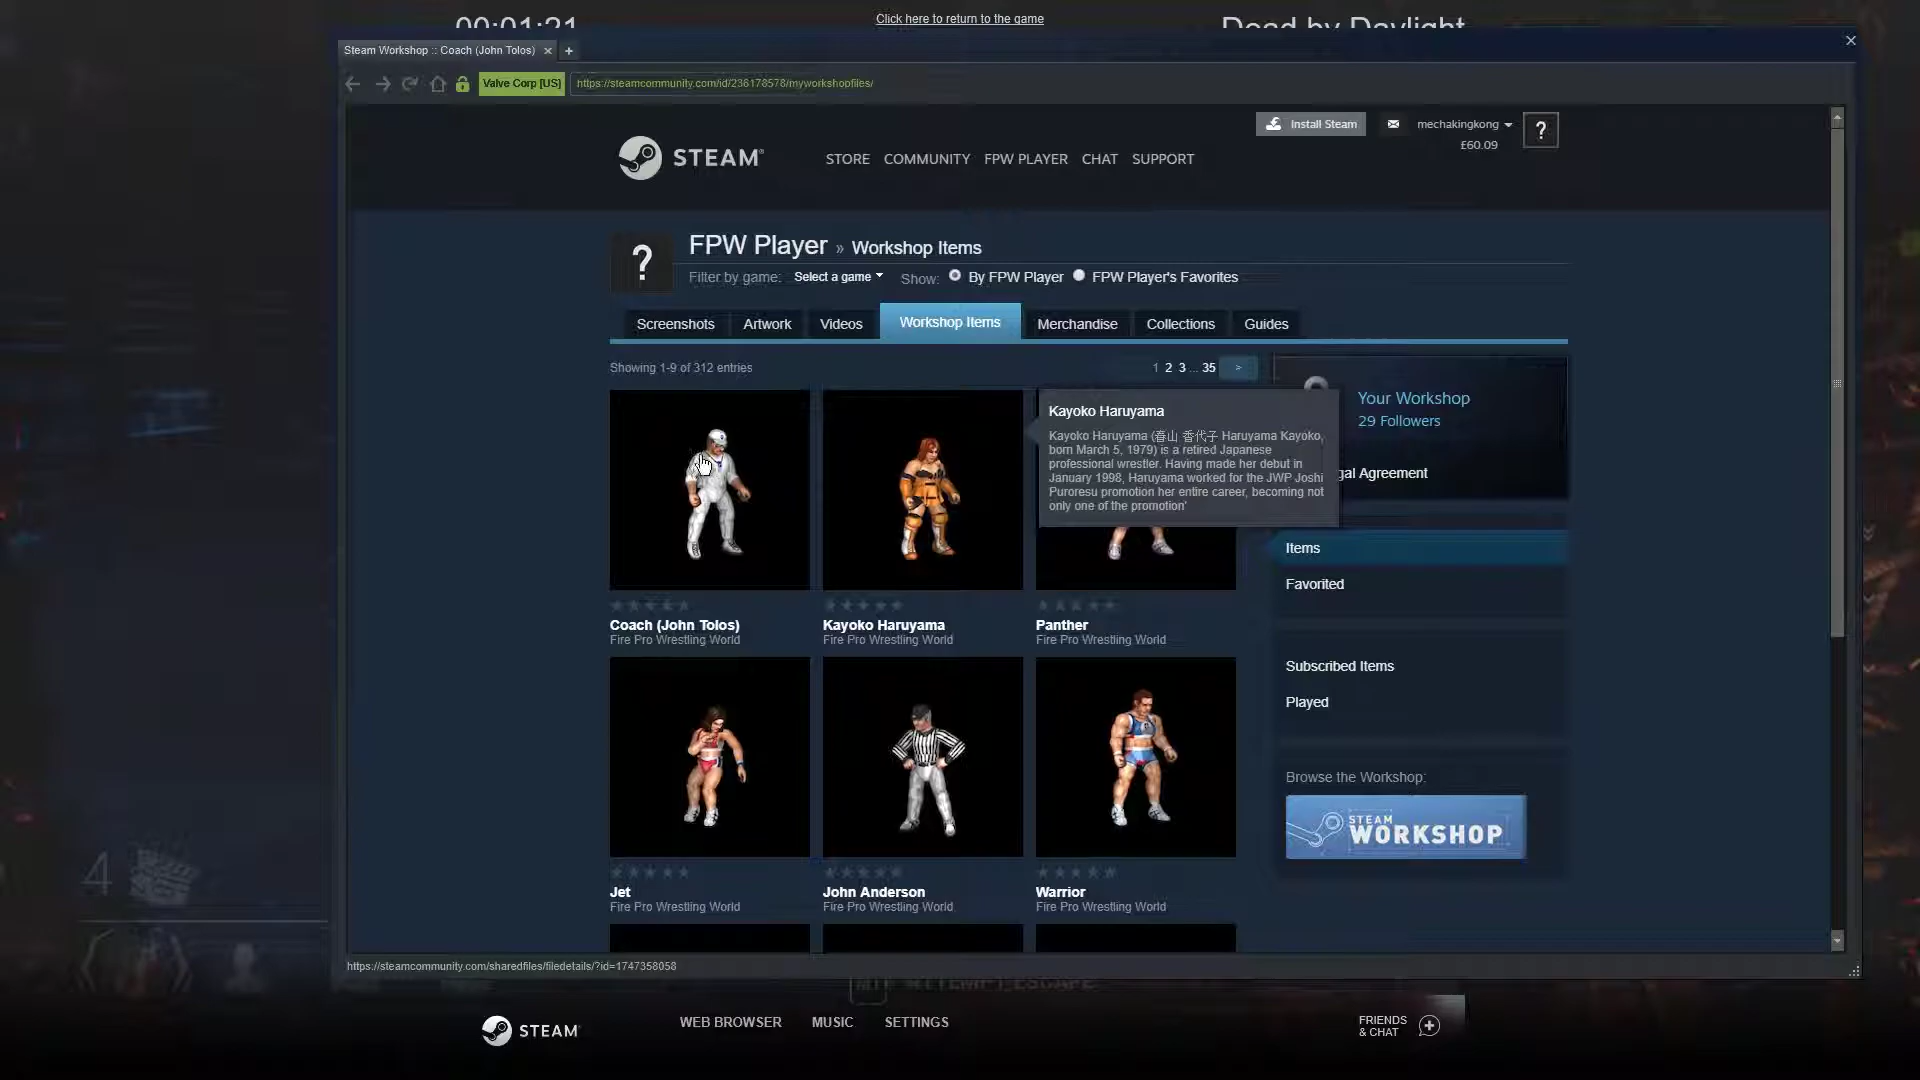 00:01:21
Click here to return to the game
Dead by Daylight
Steam Workshop :: Coach (John Tolos)
Valve Corp [US]
https://steamcommunity.com/id/236178578/myworkshopfiles/
Install Steam
mechakingkong
£60.09
?
STEAM
STORE COMMUNITY FPW PLAYER CHAT SUPPORT
?
FPW Player » Workshop Items
Filter by game: Select a game Show: By FPW Player FPW Player's Favorites
Screenshots Artwork Videos Workshop Items Merchandise Collections Guides
Showing 1-9 of 312 entries
1 2 3 ... 35 >
Kayoko Haruyama
Kayoko Haruyama (春山 香代子 Haruyama Kayoko,
born March 5, 1979) is a retired Japanese
professional wrestler. Having made her debut in
January 1998, Haruyama worked for the JWP Joshi
Puroresu promotion her entire career, becoming not
only one of the promotion'
Your Workshop
29 Followers
gal Agreement
Items
Favorited
Subscribed Items
Played
Browse the Workshop:
STEAM
WORKSHOP
Coach (John Tolos)
Fire Pro Wrestling World
Kayoko Haruyama
Fire Pro Wrestling World
Panther
Fire Pro Wrestling World
Jet
Fire Pro Wrestling World
John Anderson
Fire Pro Wrestling World
Warrior
Fire Pro Wrestling World
4
https://steamcommunity.com/sharedfiles/filedetails/?id=1747358058
STEAM
WEB BROWSER MUSIC SETTINGS
FRIENDS
& CHAT